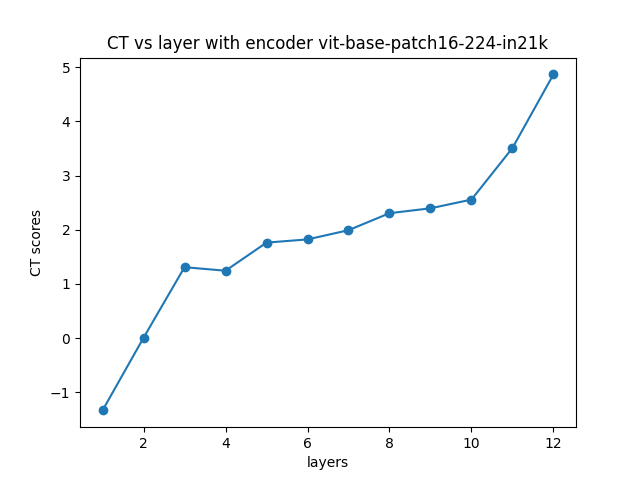 CT vs layer with encoder vit-base-patch16-224-in21k
5
4
3
2
1
0
−1
CT scores
2 4 6 8 10 12
layers